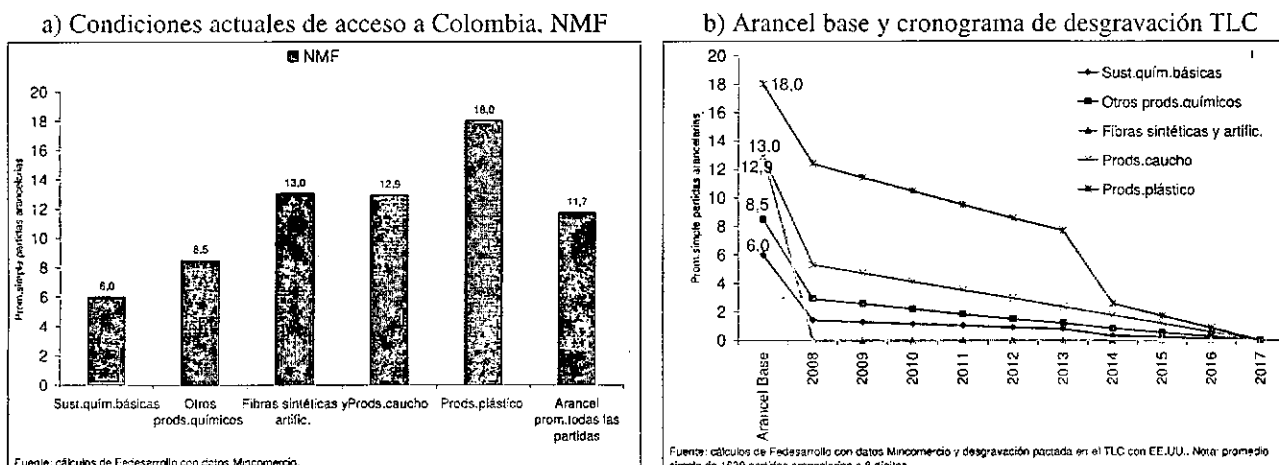 a) Condiciones actuales de acceso a Colombia, NMF
NMF
Prom.simple partidas arancelarias
20
18
16
14
12
10
8
6
4
2
0
6,0
8,5
13,0
12,9
18,0
11,7
Sust.quím.básicas
Otros
prods.químicos
Fibras sintéticas y
artific.
Prods.caucho
Prods.plástico
Arancel
prom.todas las
partidas
Fuente: cálculos de Fedesarrollo con datos Mincomercio.
b) Arancel base y cronograma de desgravación TLC
Prom.simple partidas arancelarias
20
18
16
14
12
10
8
6
4
2
0
18,0
13,0
12,9
8,5
6,0
Sust.quím.básicas
Otros prods.químicos
Fibras sintéticas y artific.
Prods.caucho
Prods.plástico
Arancel Base
2008
2009
2010
2011
2012
2013
2014
2015
2016
2017
Fuente: cálculos de Fedesarrollo con datos Mincomercio y desgravación pactada en el TLC con EE.UU.. Nota: promedio